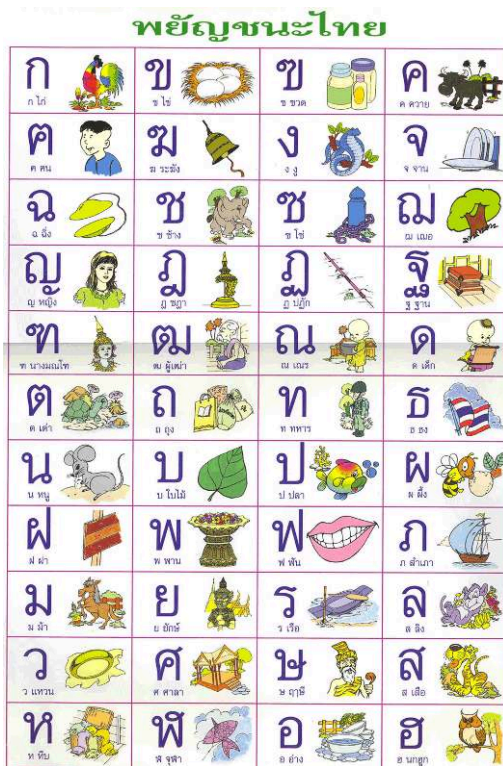 พยัญชนะไทย
ก ข ฃ ค
ก ไก่ ข ไข่ ฃ ขวด ค ควาย
ฅ ฆ ง จ
ฅ คน ฆ ระฆัง ง งู จ จาน
ฉ ช ซ ฌ
ฉ ฉิ่ง ช ช้าง ซ โซ่ ฌ เฌอ
ญ ฎ ฏ ฐ
ญ หญิง ฎ ชฎา ฏ ปฏัก ฐ ฐาน
ฑ ฒ ณ ด
ฑ นางมณโฑ ฒ ผู้เฒ่า ณ เณร ด เด็ก
ต ถ ท ธ
ต เต่า ถ ถุง ท ทหาร ธ ธง
น บ ป ผ
น หนู บ ใบไม้ ป ปลา ผ ผึ้ง
ฝ พ ฟ ภ
ฝ ฝา พ พาน ฟ ฟัน ภ สำเภา
ม ย ร ล
ม ม้า ย ยักษ์ ร เรือ ล ลิง
ว ศ ษ ส
ว แหวน ศ ศาลา ษ ฤๅษี ส เสือ
ห ฬ อ ฮ
ห หีบ ฬ จุฬา อ อ่าง ฮ นกฮูก